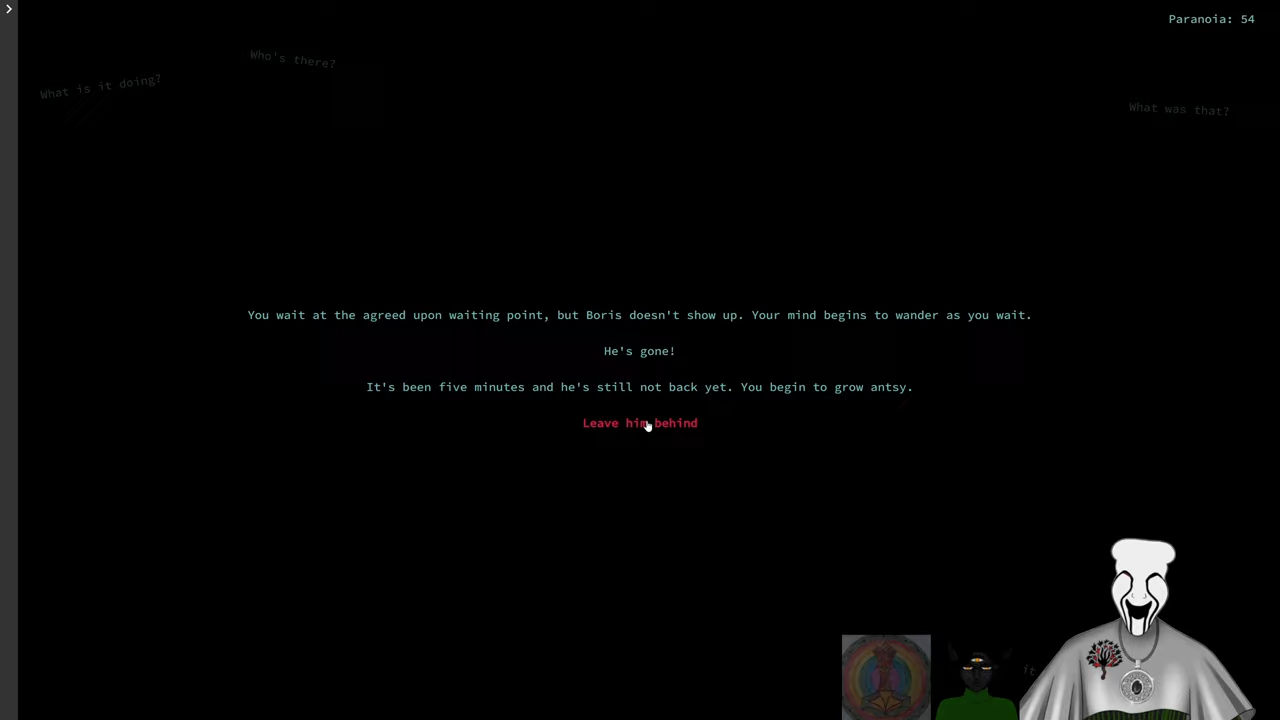 Paranoia: 54
Who's there?
What is it doing?
What was that?
You wait at the agreed upon waiting point, but Boris doesn't show up. Your mind begins to wander as you wait.
He's gone!
It's been five minutes and he's still not back yet. You begin to grow antsy.
Leave him behind
it